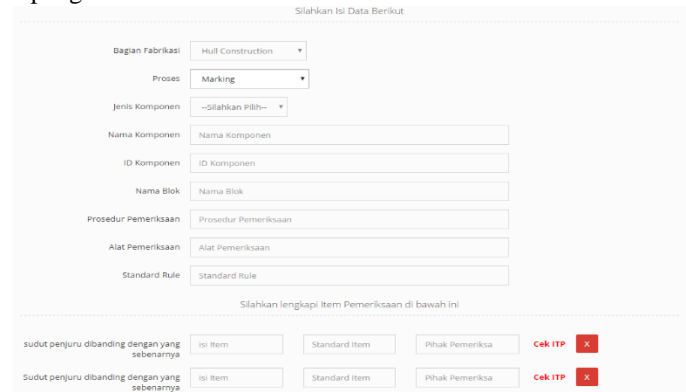 Silahkan Isi Data Berikut
Bagian Fabrikasi Hull Construction
Proses Marking
Jenis Komponen --Silahkan Pilih--
Nama Komponen Nama Komponen
ID Komponen ID Komponen
Nama Blok Nama Blok
Prosedur Pemeriksaan Prosedur Pemeriksaan
Alat Pemeriksaan Alat Pemeriksaan
Standard Rule Standard Rule
Silahkan lengkapi Item Pemeriksaan di bawah ini
sudut penjuru dibanding dengan yang sebenarnya isi Item Standard Item Pihak Pemeriksa Cek ITP X
Sudut penjuru dibanding dengan yang sebenarnya isi Item Standard Item Pihak Pemeriksa Cek ITP X